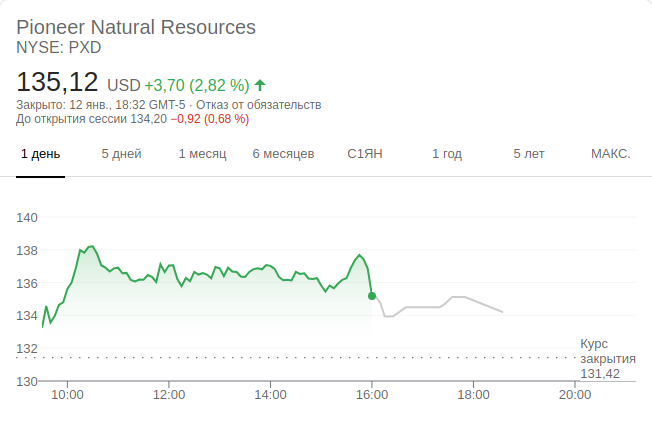 Pioneer Natural Resources
NYSE: PXD
135,12 USD +3,70 (2,82 %)
Закрыто: 12 янв., 18:32 GMT-5 · Отказ от обязательств
До открытия сессии 134,20 −0,92 (0,68 %)
1 день 5 дней 1 месяц 6 месяцев С1ЯН 1 год 5 лет МАКС.
140
138
136
134
132
130
Курс
закрытия
131,42
10:00 12:00 14:00 16:00 18:00 20:00